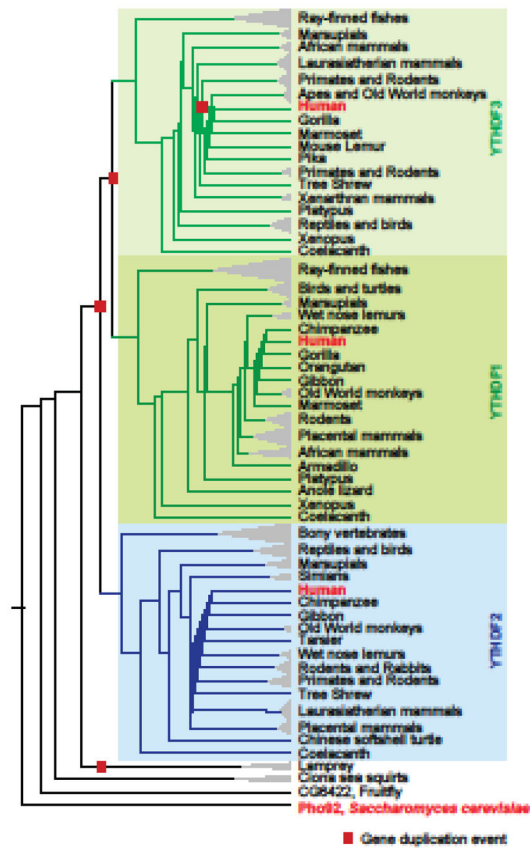 Ray-finned fishes
Marsupials
African mammals
Laurasiatherian mammals
Primates and Rodents
Apes and Old World monkeys
Human
Gorilla
Marmoset
Mouse Lemur
Pika
Primates and Rodents
Tree Shrew
Xenarthran mammals
Platypus
Reptiles and birds
Xenopus
Coelacanth
YTHDF3
Ray-finned fishes
Birds and turtles
Marsupials
Wet nose lemurs
Chimpanzee
Human
Gorilla
Orangutan
Gibbon
Old World monkeys
Marmoset
Rodents
Placental mammals
African mammals
Armadillo
Platypus
Anole lizard
Xenopus
Coelacanth
YTHDF1
Bony vertebrates
Reptiles and birds
Marsupials
Simians
Human
Chimpanzee
Gibbon
Old World monkeys
Tarsier
Wet nose lemurs
Rodents and Rabbits
Primates and Rodents
Tree Shrew
Laurasiatherian mammals
Placental mammals
Chinese softshell turtle
Coelacanth
YTHDF2
Lamprey
Ciona sea squirts
CG6422, Fruitfly
Pho92, Saccharomyces cerevisiae
Gene duplication event